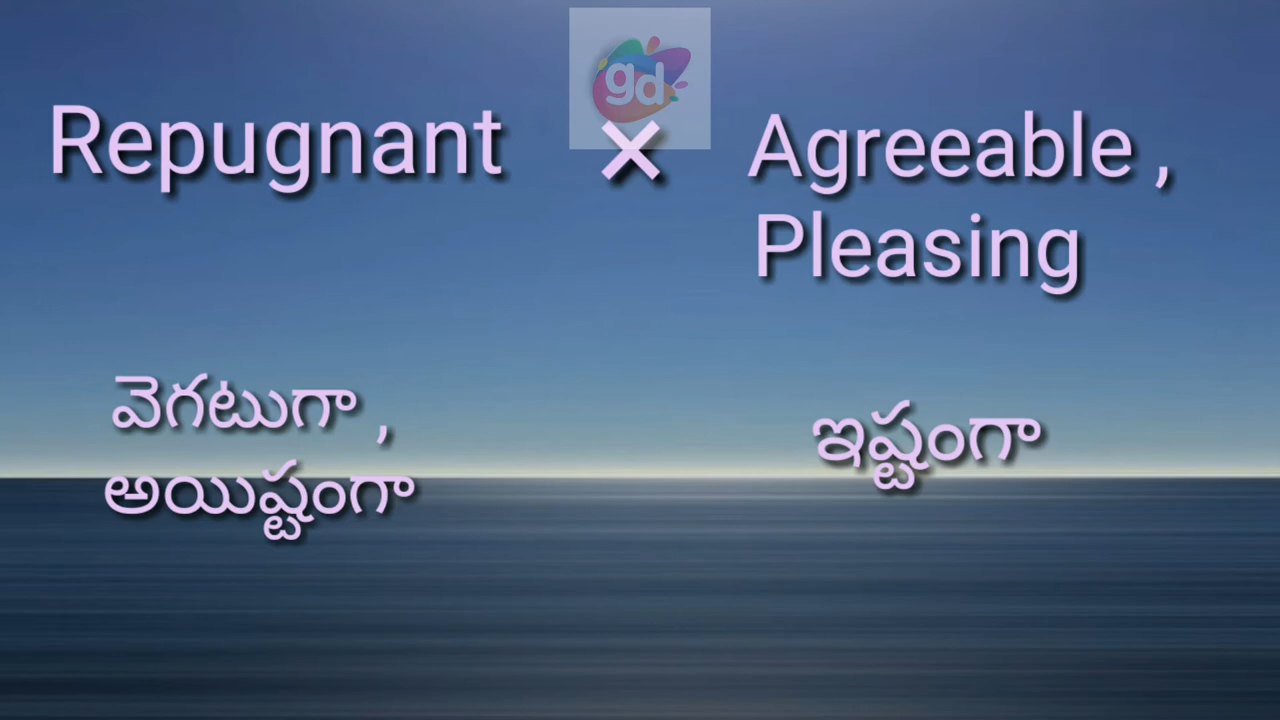 gd
Repugnant × Agreeable ,
Pleasing
వెగటుగా ,
అయిష్టంగా
ఇష్టంగా